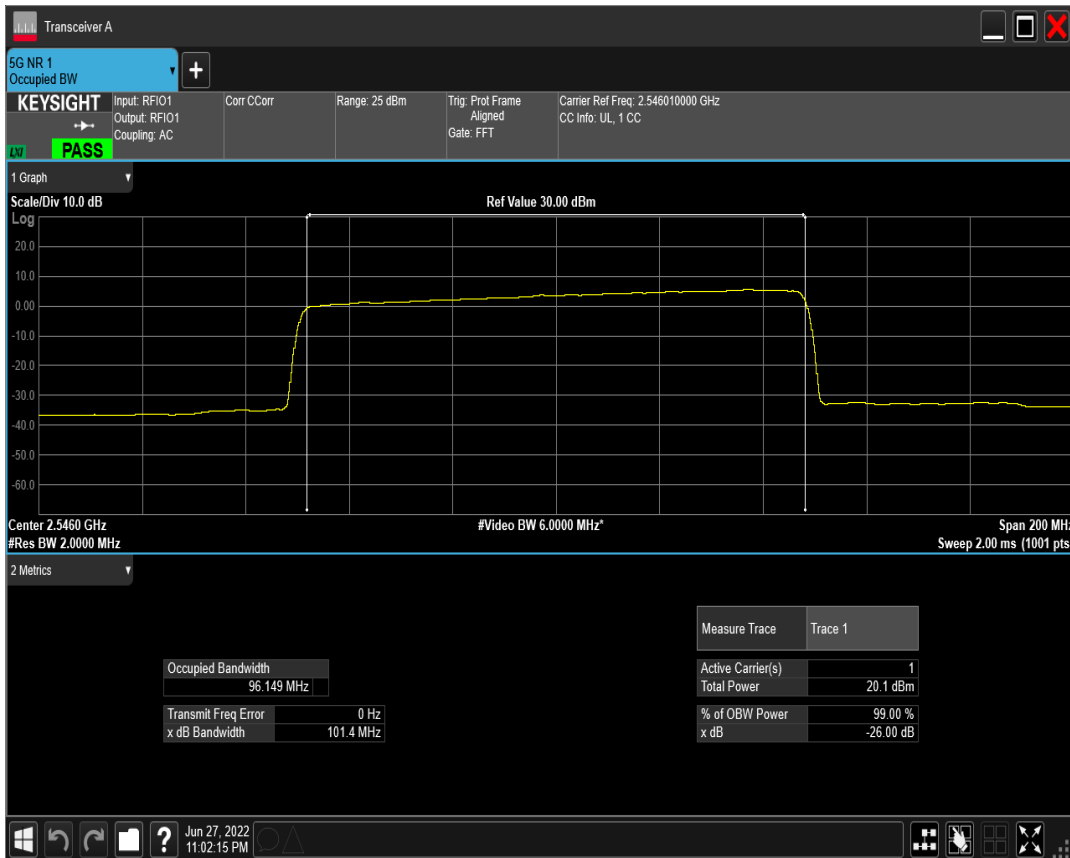 Transceiver A
5G NR 1
Occupied BW
+
KEYSIGHT
LXI
PASS
Input: RFIO1
Output: RFIO1
Coupling: AC
Corr CCorr
Range: 25 dBm
Trig: Prot Frame
Aligned
Gate: FFT
Carrier Ref Freq: 2.546010000 GHz
CC Info: UL, 1 CC
1 Graph
Scale/Div 10.0 dB
Ref Value 30.00 dBm
Log
20.0
10.0
0.00
-10.0
-20.0
-30.0
-40.0
-50.0
-60.0
Center 2.5460 GHz
#Video BW 6.0000 MHz*
Span 200 MHz
#Res BW 2.0000 MHz
Sweep 2.00 ms (1001 pts
2 Metrics
Measure Trace Trace 1
Occupied Bandwidth
96.149 MHz
Active Carrier(s) 1
Total Power 20.1 dBm
Transmit Freq Error 0 Hz
x dB Bandwidth 101.4 MHz
% of OBW Power 99.00 %
x dB -26.00 dB
?
Jun 27, 2022
11:02:15 PM